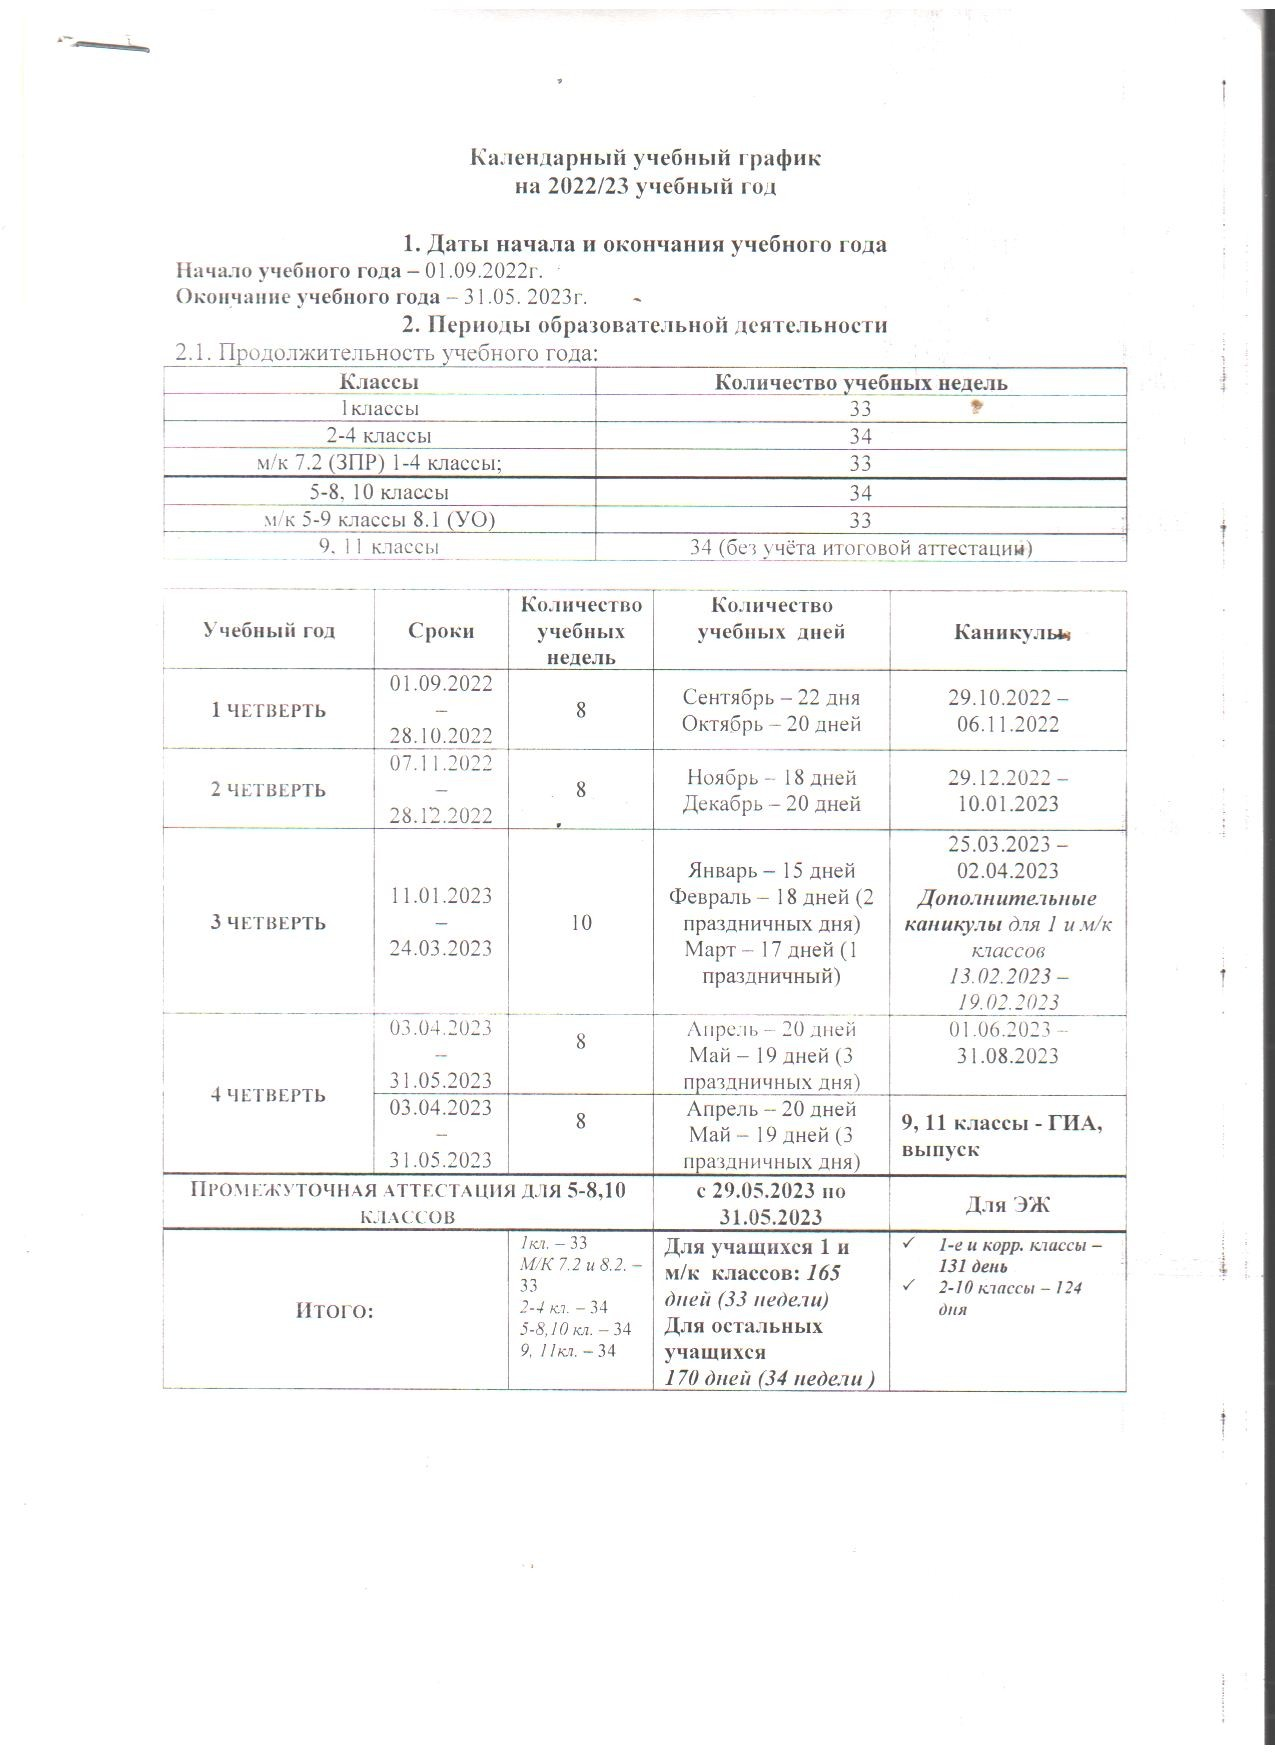 Календарный учебный график
на 2022/23 учебный год
1. Даты начала и окончания учебного года
Начало учебного года – 01.09.2022г.
Окончание учебного года – 31.05. 2023г.
2. Периоды образовательной деятельности
2.1. Продолжительность учебного года:
Классы Количество учебных недель
1классы 33
2-4 классы 34
м/к 7.2 (ЗПР) 1-4 классы; 33
5-8, 10 классы 34
м/к 5-9 классы 8.1 (УО) 33
9, 11 классы 34 (без учёта итоговой аттестации)
Учебный год
Сроки
Количество
учебных
недель
Количество
учебных дней
Каникулы
1 ЧЕТВЕРТЬ
01.09.2022
–
28.10.2022
8
Сентябрь – 22 дня
Октябрь – 20 дней
29.10.2022 –
06.11.2022
2 ЧЕТВЕРТЬ
07.11.2022
–
28.12.2022
8
Ноябрь – 18 дней
Декабрь – 20 дней
29.12.2022 –
10.01.2023
3 ЧЕТВЕРТЬ
11.01.2023
–
24.03.2023
10
Январь – 15 дней
Февраль – 18 дней (2
праздничных дня)
Март – 17 дней (1
праздничный)
25.03.2023 –
02.04.2023
Дополнительные
каникулы для 1 и м/к
классов
13.02.2023 –
19.02.2023
4 ЧЕТВЕРТЬ
03.04.2023
–
31.05.2023
8
Апрель – 20 дней
Май – 19 дней (3
праздничных дня)
01.06.2023 –
31.08.2023
03.04.2023
–
31.05.2023
8
Апрель – 20 дней
Май – 19 дней (3
праздничных дня)
9, 11 классы - ГИА,
выпуск
ПРОМЕЖУТОЧНАЯ АТТЕСТАЦИЯ ДЛЯ 5-8,10
КЛАССОВ
с 29.05.2023 по
31.05.2023
Для ЭЖ
ИТОГО:
1кл. – 33
М/К 7.2 и 8.2. –
33
2-4 кл. – 34
5-8,10 кл. – 34
9, 11кл. – 34
Для учащихся 1 и
м/к классов: 165
дней (33 недели)
Для остальных
учащихся
170 дней (34 недели )
✓ 1-е и корр. классы –
131 день
✓ 2-10 классы – 124
дня